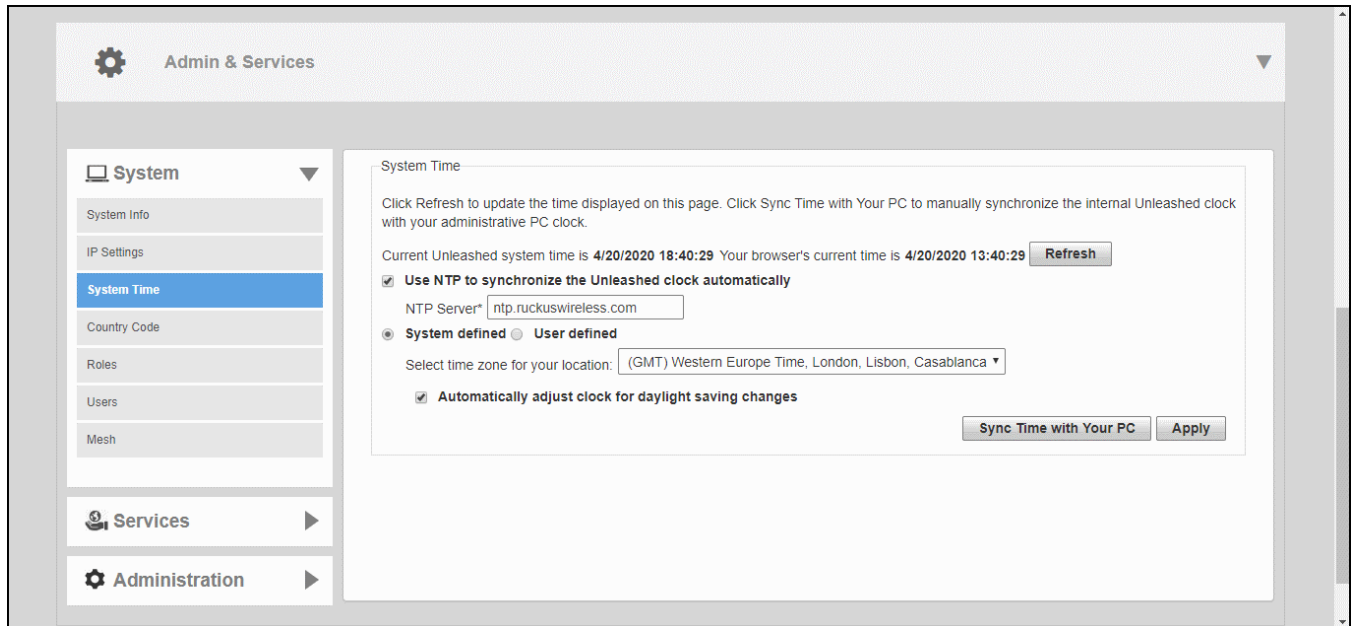 Admin & Services
System
System Info
IP Settings
System Time
Country Code
Roles
Users
Mesh
Services
Administration
System Time
Click Refresh to update the time displayed on this page. Click Sync Time with Your PC to manually synchronize the internal Unleashed clock
with your administrative PC clock.
Current Unleashed system time is 4/20/2020 18:40:29 Your browser's current time is 4/20/2020 13:40:29 Refresh
Use NTP to synchronize the Unleashed clock automatically
NTP Server* ntp.ruckuswireless.com
System defined User defined
Select time zone for your location: (GMT) Western Europe Time, London, Lisbon, Casablanca
Automatically adjust clock for daylight saving changes
Sync Time with Your PC Apply